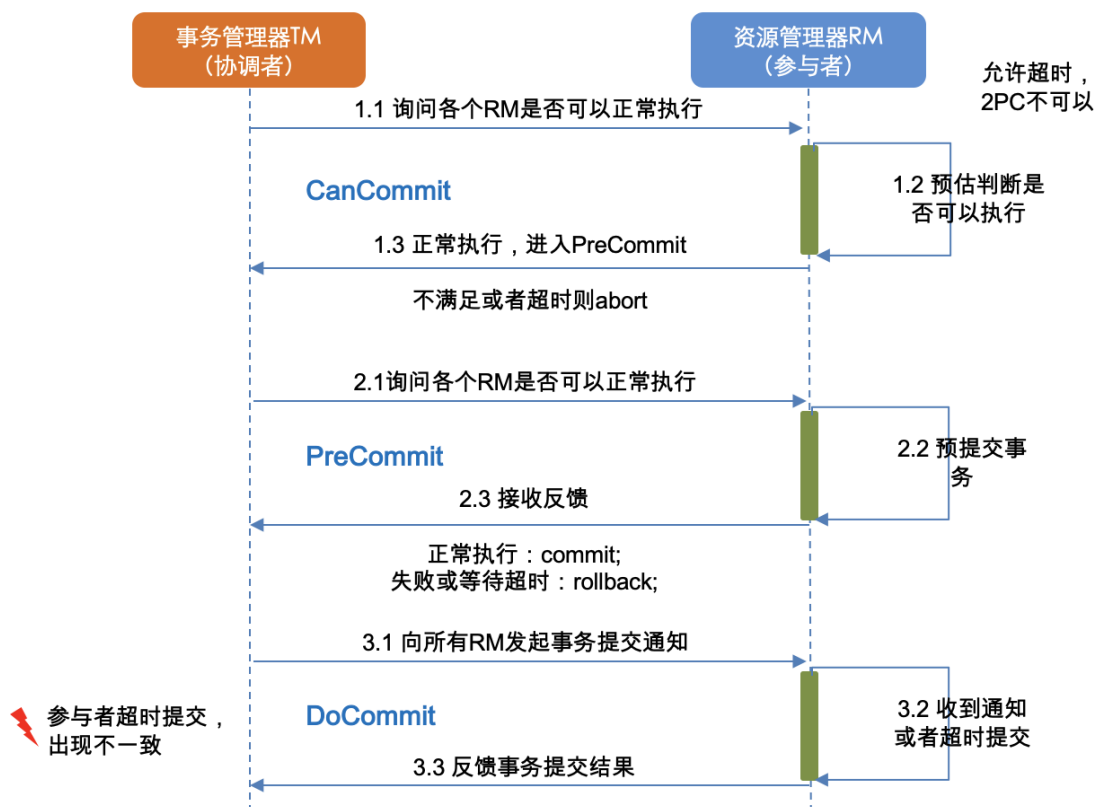 事务管理器TM
（协调者）
资源管理器RM
（参与者）
允许超时，
2PC不可以
1.1 询问各个RM是否可以正常执行
CanCommit
1.2 预估判断是
否可以执行
1.3 正常执行，进入PreCommit
不满足或者超时则abort
2.1询问各个RM是否可以正常执行
PreCommit
2.2 预提交事
务
2.3 接收反馈
正常执行：commit;
失败或等待超时：rollback;
3.1 向所有RM发起事务提交通知
参与者超时提交，
出现不一致
DoCommit
3.2 收到通知
或者超时提交
3.3 反馈事务提交结果